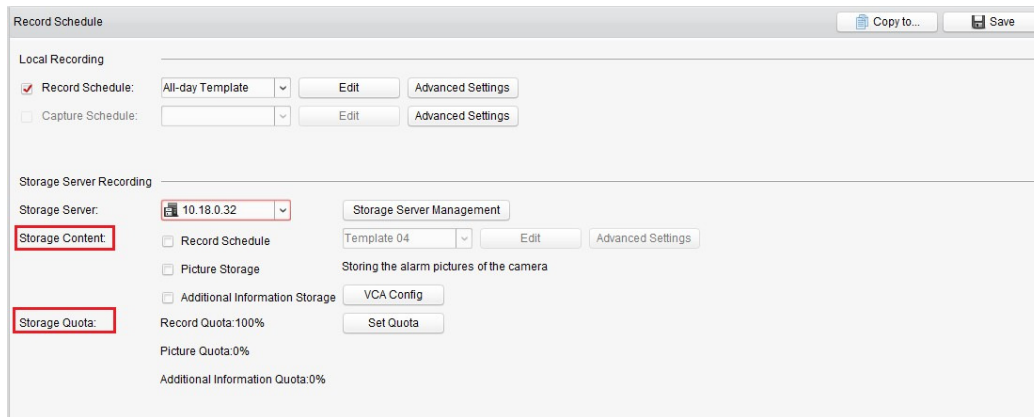 Record Schedule Copy to... Save
Local Recording
Record Schedule: All-day Template Edit Advanced Settings
Capture Schedule: Edit Advanced Settings
Storage Server Recording
Storage Server: 10.18.0.32 Storage Server Management
Storage Content: Record Schedule Template 04 Edit Advanced Settings
Picture Storage Storing the alarm pictures of the camera
Additional Information Storage VCA Config
Storage Quota: Record Quota:100% Set Quota
Picture Quota:0%
Additional Information Quota:0%